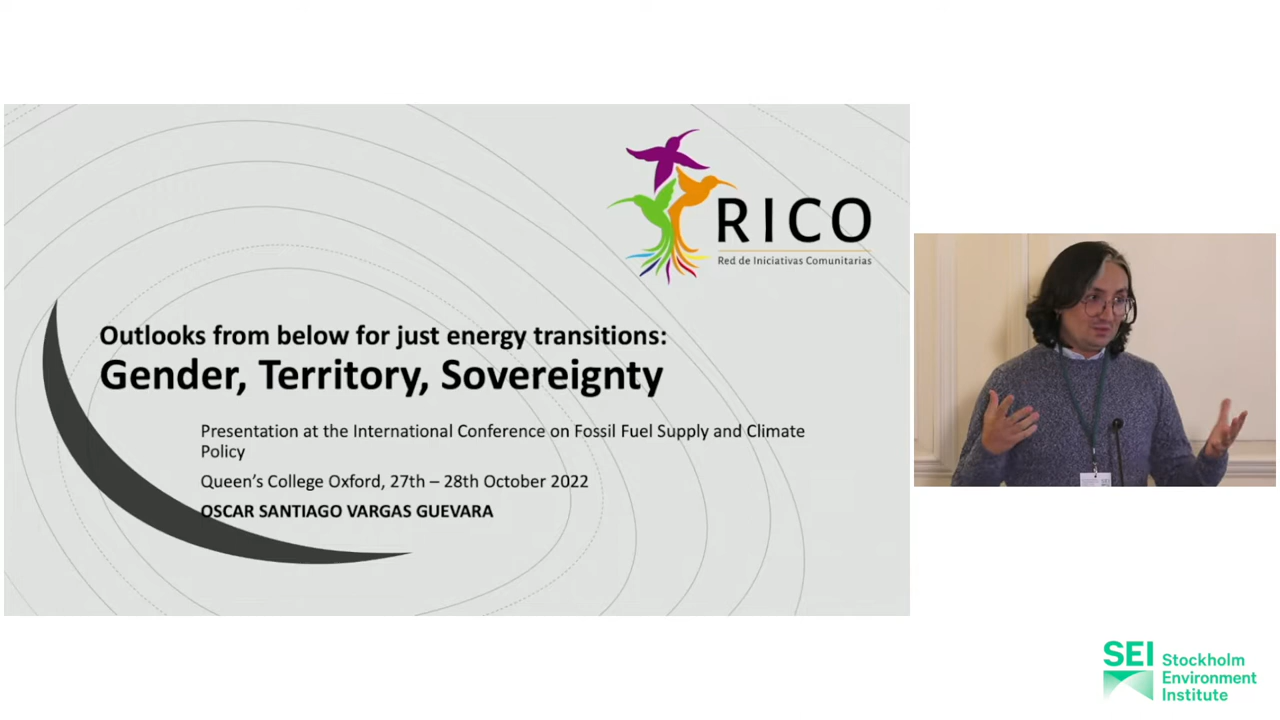 RICO
Red de Iniciativas Comunitarias
Outlooks from below for just energy transitions:
Gender, Territory, Sovereignty
Presentation at the International Conference on Fossil Fuel Supply and Climate
Policy
Queen's College Oxford, 27th – 28th October 2022
OSCAR SANTIAGO VARGAS GUEVARA
SEI Stockholm
Environment
Institute